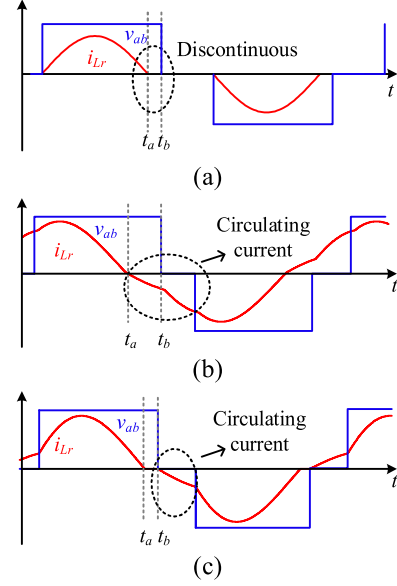 v_ab
Discontinuous
i_Lr
t
t_a t_b
(a)
Circulating
v_ab
current
i_Lr
t
t_a
t_b
(b)
Circulating
v_ab
current
i_Lr
t
t_a t_b
(c)